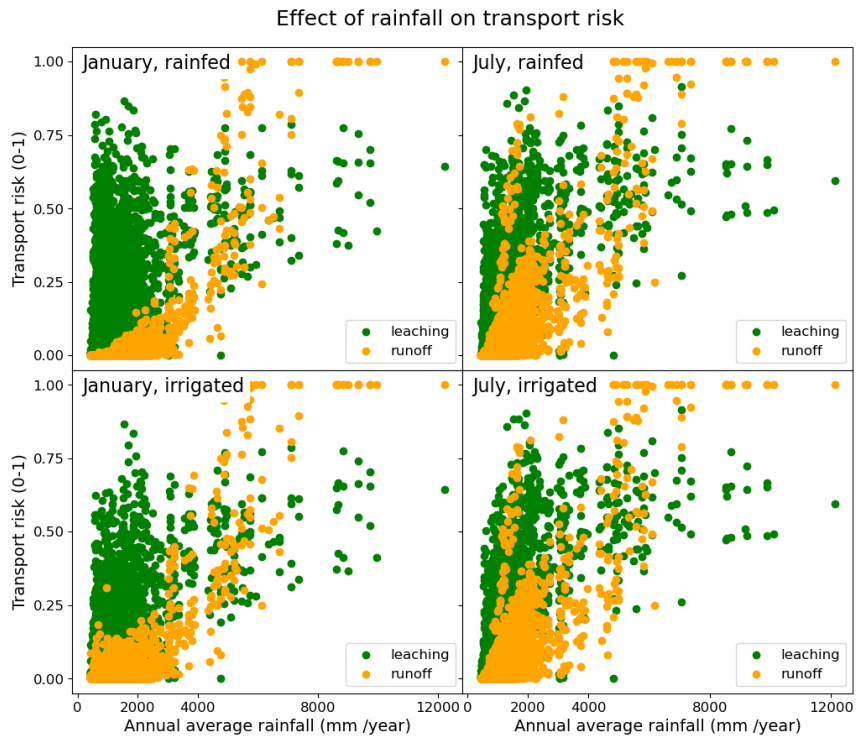 Effect of rainfall on transport risk
January, rainfed
July, rainfed
1.00
0.75
0.50
0.25
0.00
Transport risk (0-1)
leaching
runoff
leaching
runoff
January, irrigated
July, irrigated
1.00
0.75
0.50
0.25
0.00
Transport risk (0-1)
leaching
runoff
leaching
runoff
0 2000 4000 8000 12000
0 2000 4000 8000 12000
Annual average rainfall (mm /year)
Annual average rainfall (mm /year)